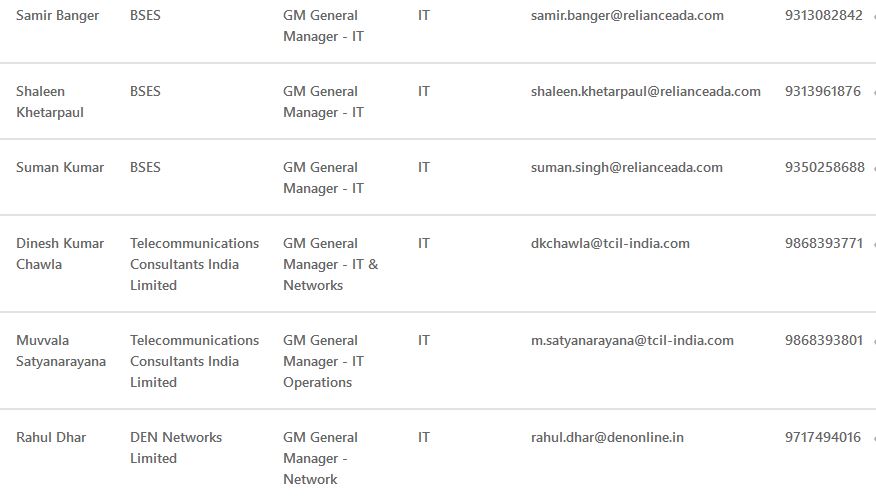 Samir Banger BSES GM General IT samir.banger@relianceada.com 9313082842
Manager - IT
Shaleen BSES GM General IT shaleen.khetarpaul@relianceada.com 9313961876
Khetarpaul Manager - IT
Suman Kumar BSES GM General IT suman.singh@relianceada.com 9350258688
Manager - IT
Dinesh Kumar Telecommunications GM General IT dkchawla@tcil-india.com 9868393771
Chawla Consultants India Manager - IT &
Limited Networks
Muvvala Telecommunications GM General IT m.satyanarayana@tcil-india.com 9868393801
Satyanarayana Consultants India Manager - IT
Limited Operations
Rahul Dhar DEN Networks GM General IT rahul.dhar@denonline.in 9717494016
Limited Manager -
Network